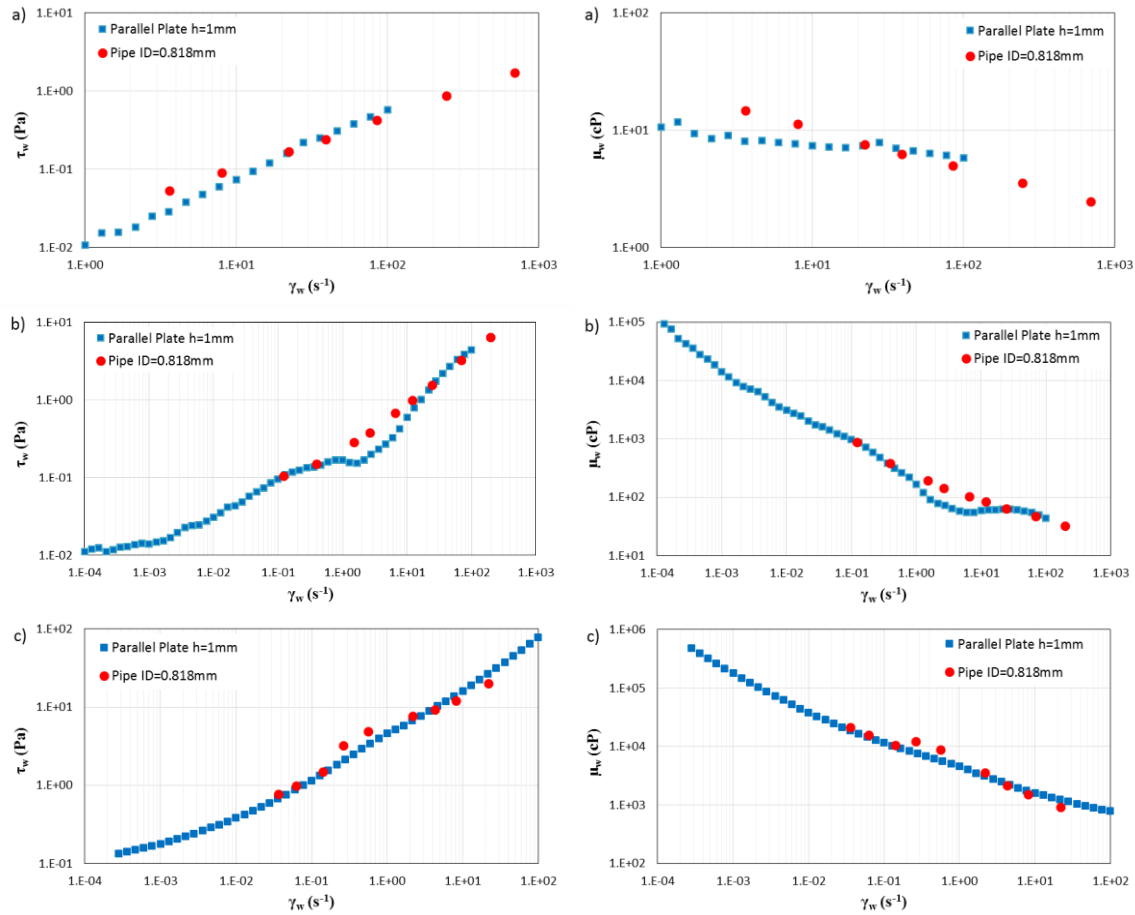 a)
1.E+01
1.E+00
1.E-01
1.E-02
τw (Pa)
Parallel Plate h=1mm
Pipe ID=0.818mm
1.E+00 1.E+01 1.E+02 1.E+03
γw (s-1)
a)
1.E+02
1.E+01
1.E+00
μw (cP)
Parallel Plate h=1mm
Pipe ID=0.818mm
1.E+00 1.E+01 1.E+02 1.E+03
γw (s-1)
b)
1.E+01
1.E+00
1.E-01
1.E-02
τw (Pa)
Parallel Plate h=1mm
Pipe ID=0.818mm
1.E-04 1.E-03 1.E-02 1.E-01 1.E+00 1.E+01 1.E+02 1.E+03
γw (s-1)
b)
1.E+05
1.E+04
1.E+03
1.E+02
1.E+01
μw (cP)
Parallel Plate h=1mm
Pipe ID=0.818mm
1.E-04 1.E-03 1.E-02 1.E-01 1.E+00 1.E+01 1.E+02 1.E+03
γw (s-1)
c)
1.E+02
1.E+01
1.E+00
1.E-01
τw (Pa)
Parallel Plate h=1mm
Pipe ID=0.818mm
1.E-04 1.E-03 1.E-02 1.E-01 1.E+00 1.E+01 1.E+02
γw (s-1)
c)
1.E+06
1.E+05
1.E+04
1.E+03
1.E+02
μw (cP)
Parallel Plate h=1mm
Pipe ID=0.818mm
1.E-04 1.E-03 1.E-02 1.E-01 1.E+00 1.E+01 1.E+02
γw (s-1)